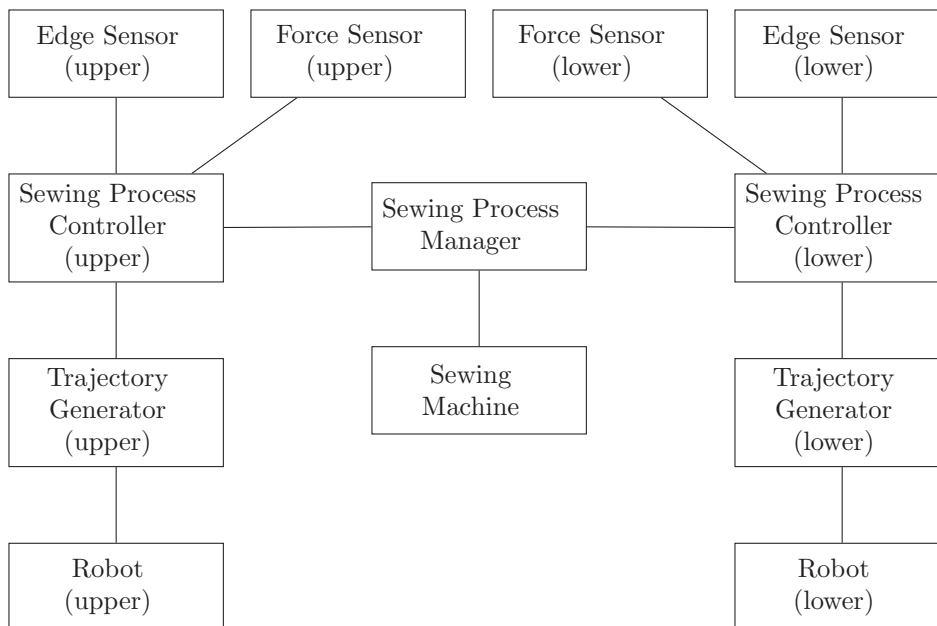 Edge Sensor
(upper)
Force Sensor
(upper)
Force Sensor
(lower)
Edge Sensor
(lower)
Sewing Process
Controller
(upper)
Sewing Process
Manager
Sewing Process
Controller
(lower)
Trajectory
Generator
(upper)
Sewing
Machine
Trajectory
Generator
(lower)
Robot
(upper)
Robot
(lower)